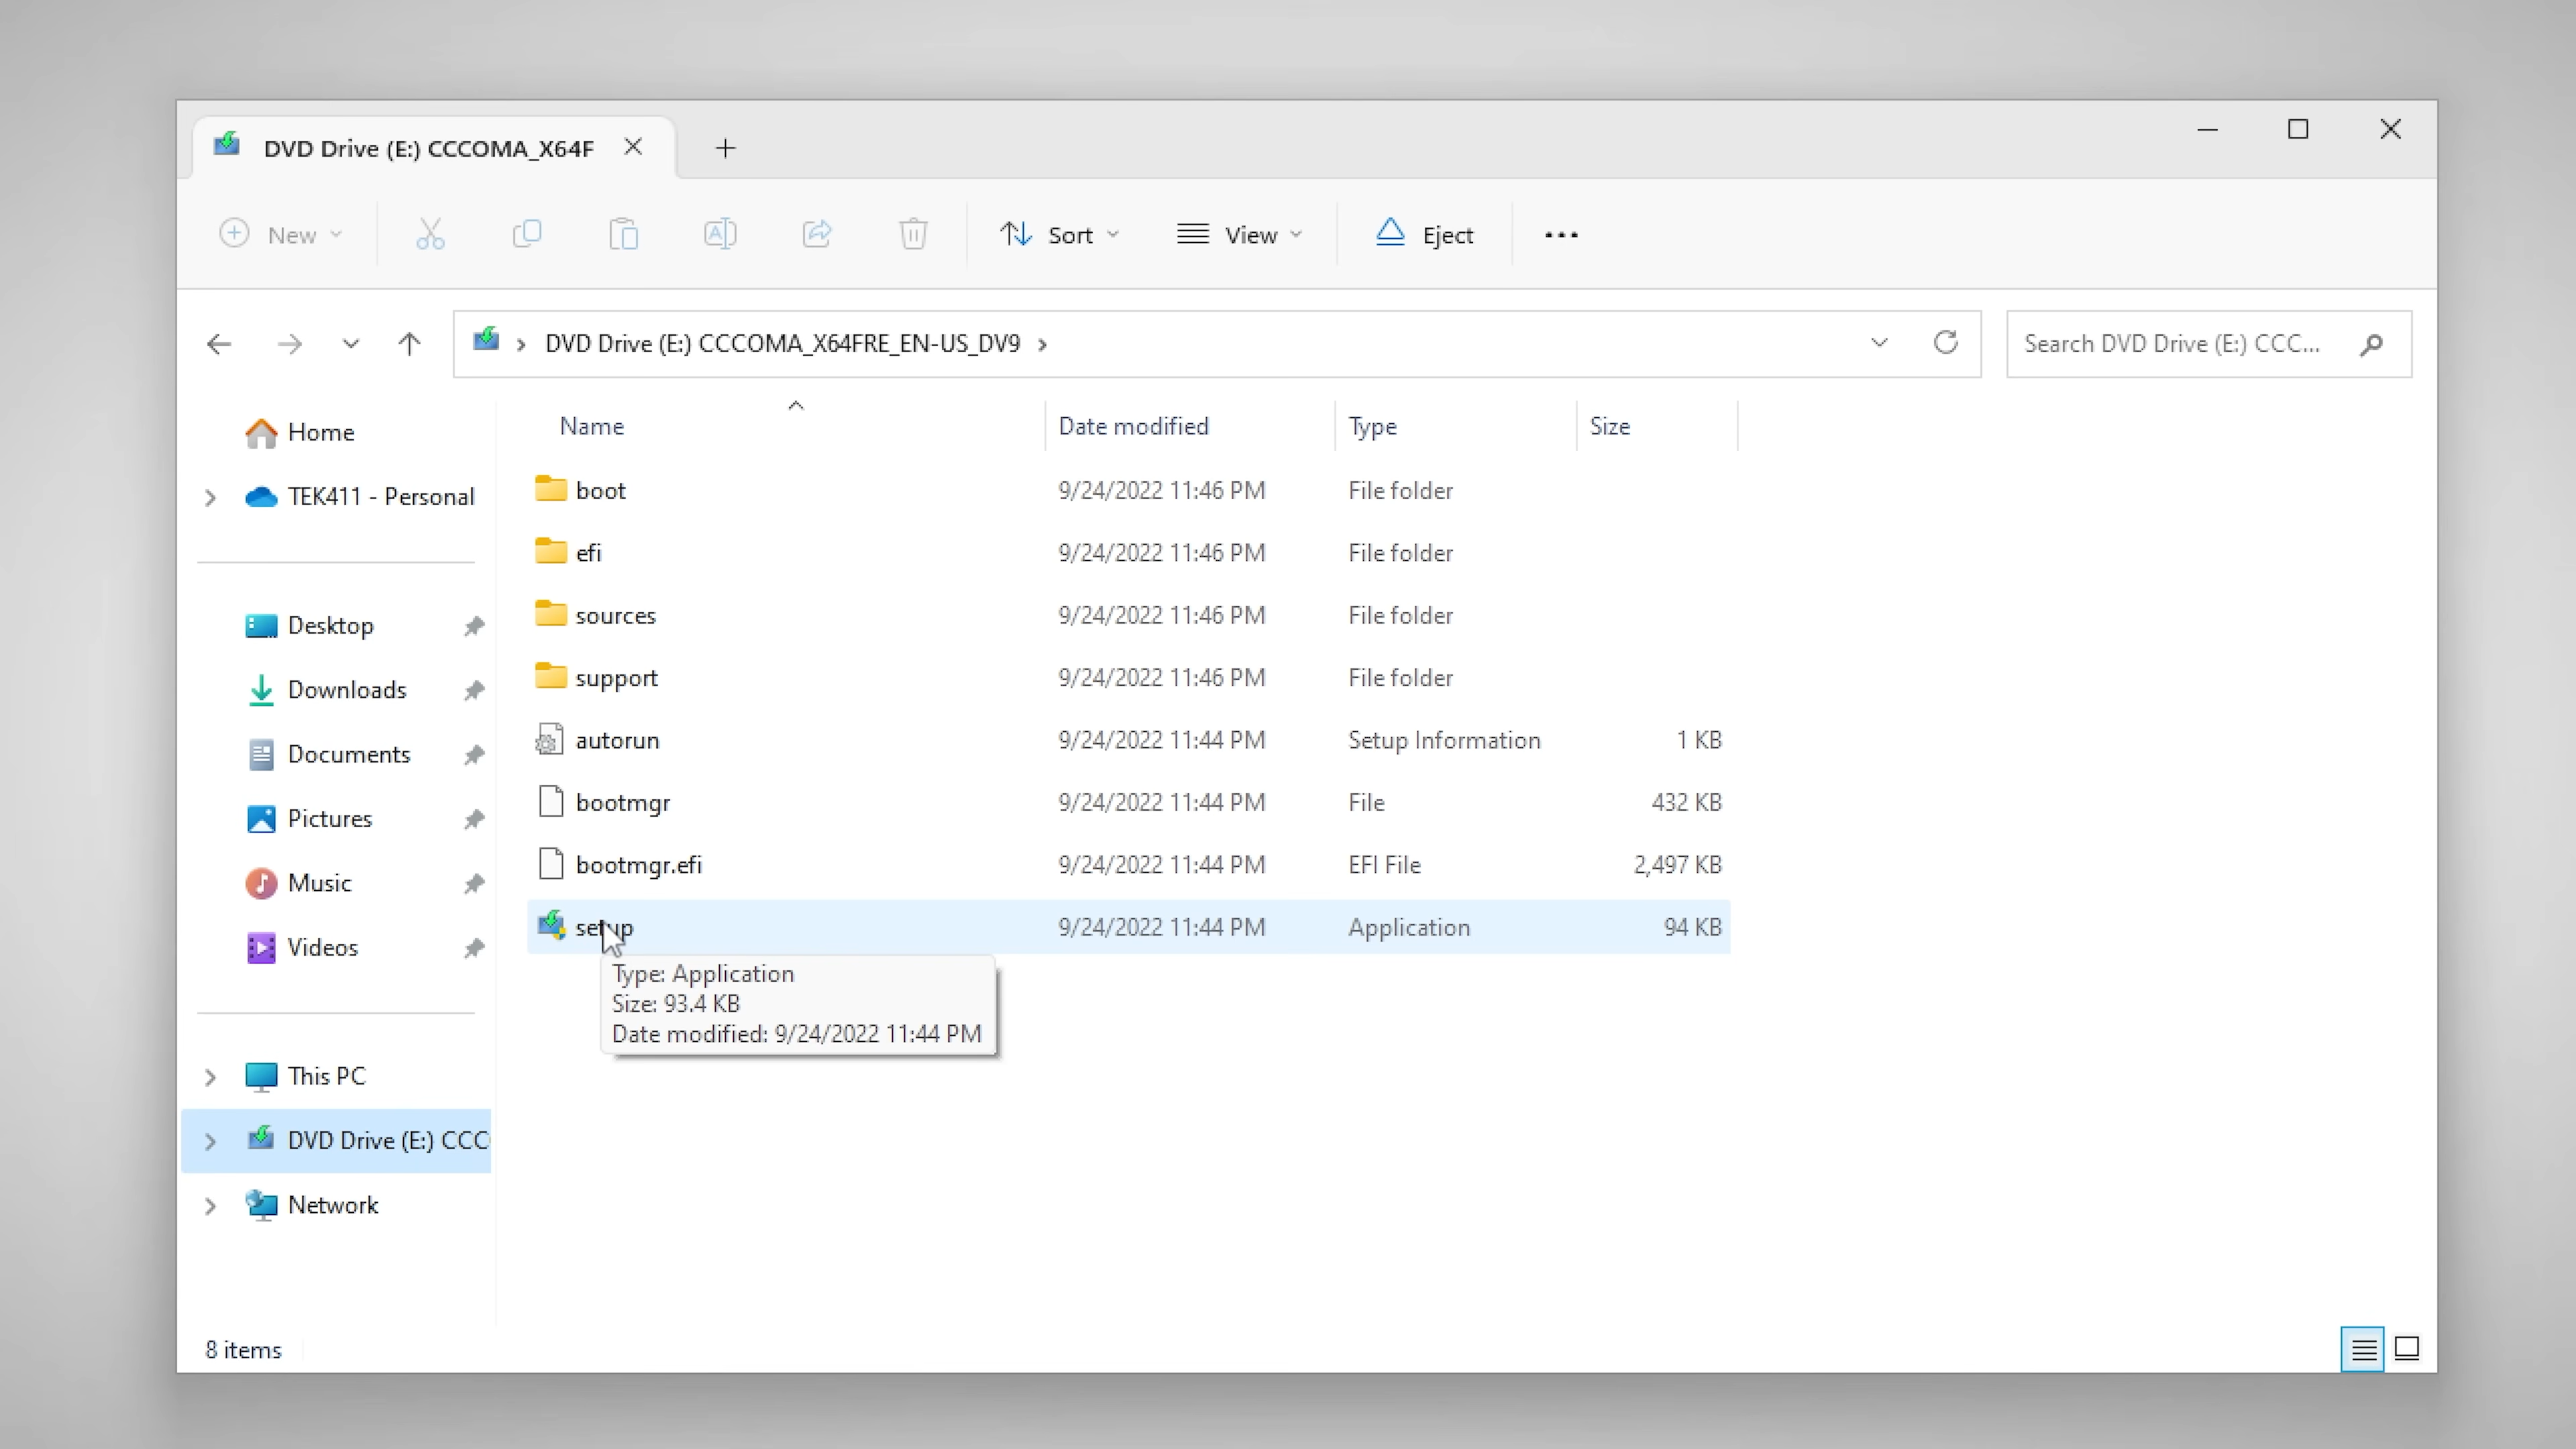 DVD Drive (E:) CCCOMA_X64F
New
Sort
View
Eject
DVD Drive (E:) CCCOMA_X64FRE_EN-US_DV9
Search DVD Drive (E:) CCC...
Name Date modified Type Size
Home
TEK411 - Personal
Desktop
Downloads
Documents
Pictures
Music
Videos
This PC
DVD Drive (E:) CCC
Network
boot 9/24/2022 11:46 PM File folder
efi 9/24/2022 11:46 PM File folder
sources 9/24/2022 11:46 PM File folder
support 9/24/2022 11:46 PM File folder
autorun 9/24/2022 11:44 PM Setup Information 1 KB
bootmgr 9/24/2022 11:44 PM File 432 KB
bootmgr.efi 9/24/2022 11:44 PM EFI File 2,497 KB
setup 9/24/2022 11:44 PM Application 94 KB
Type: Application
Size: 93.4 KB
Date modified: 9/24/2022 11:44 PM
8 items